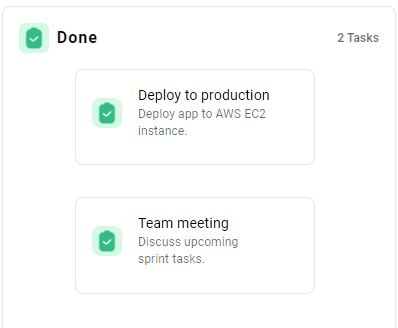 Done
2 Tasks
Deploy to production
Deploy app to AWS EC2
instance.
Team meeting
Discuss upcoming
sprint tasks.